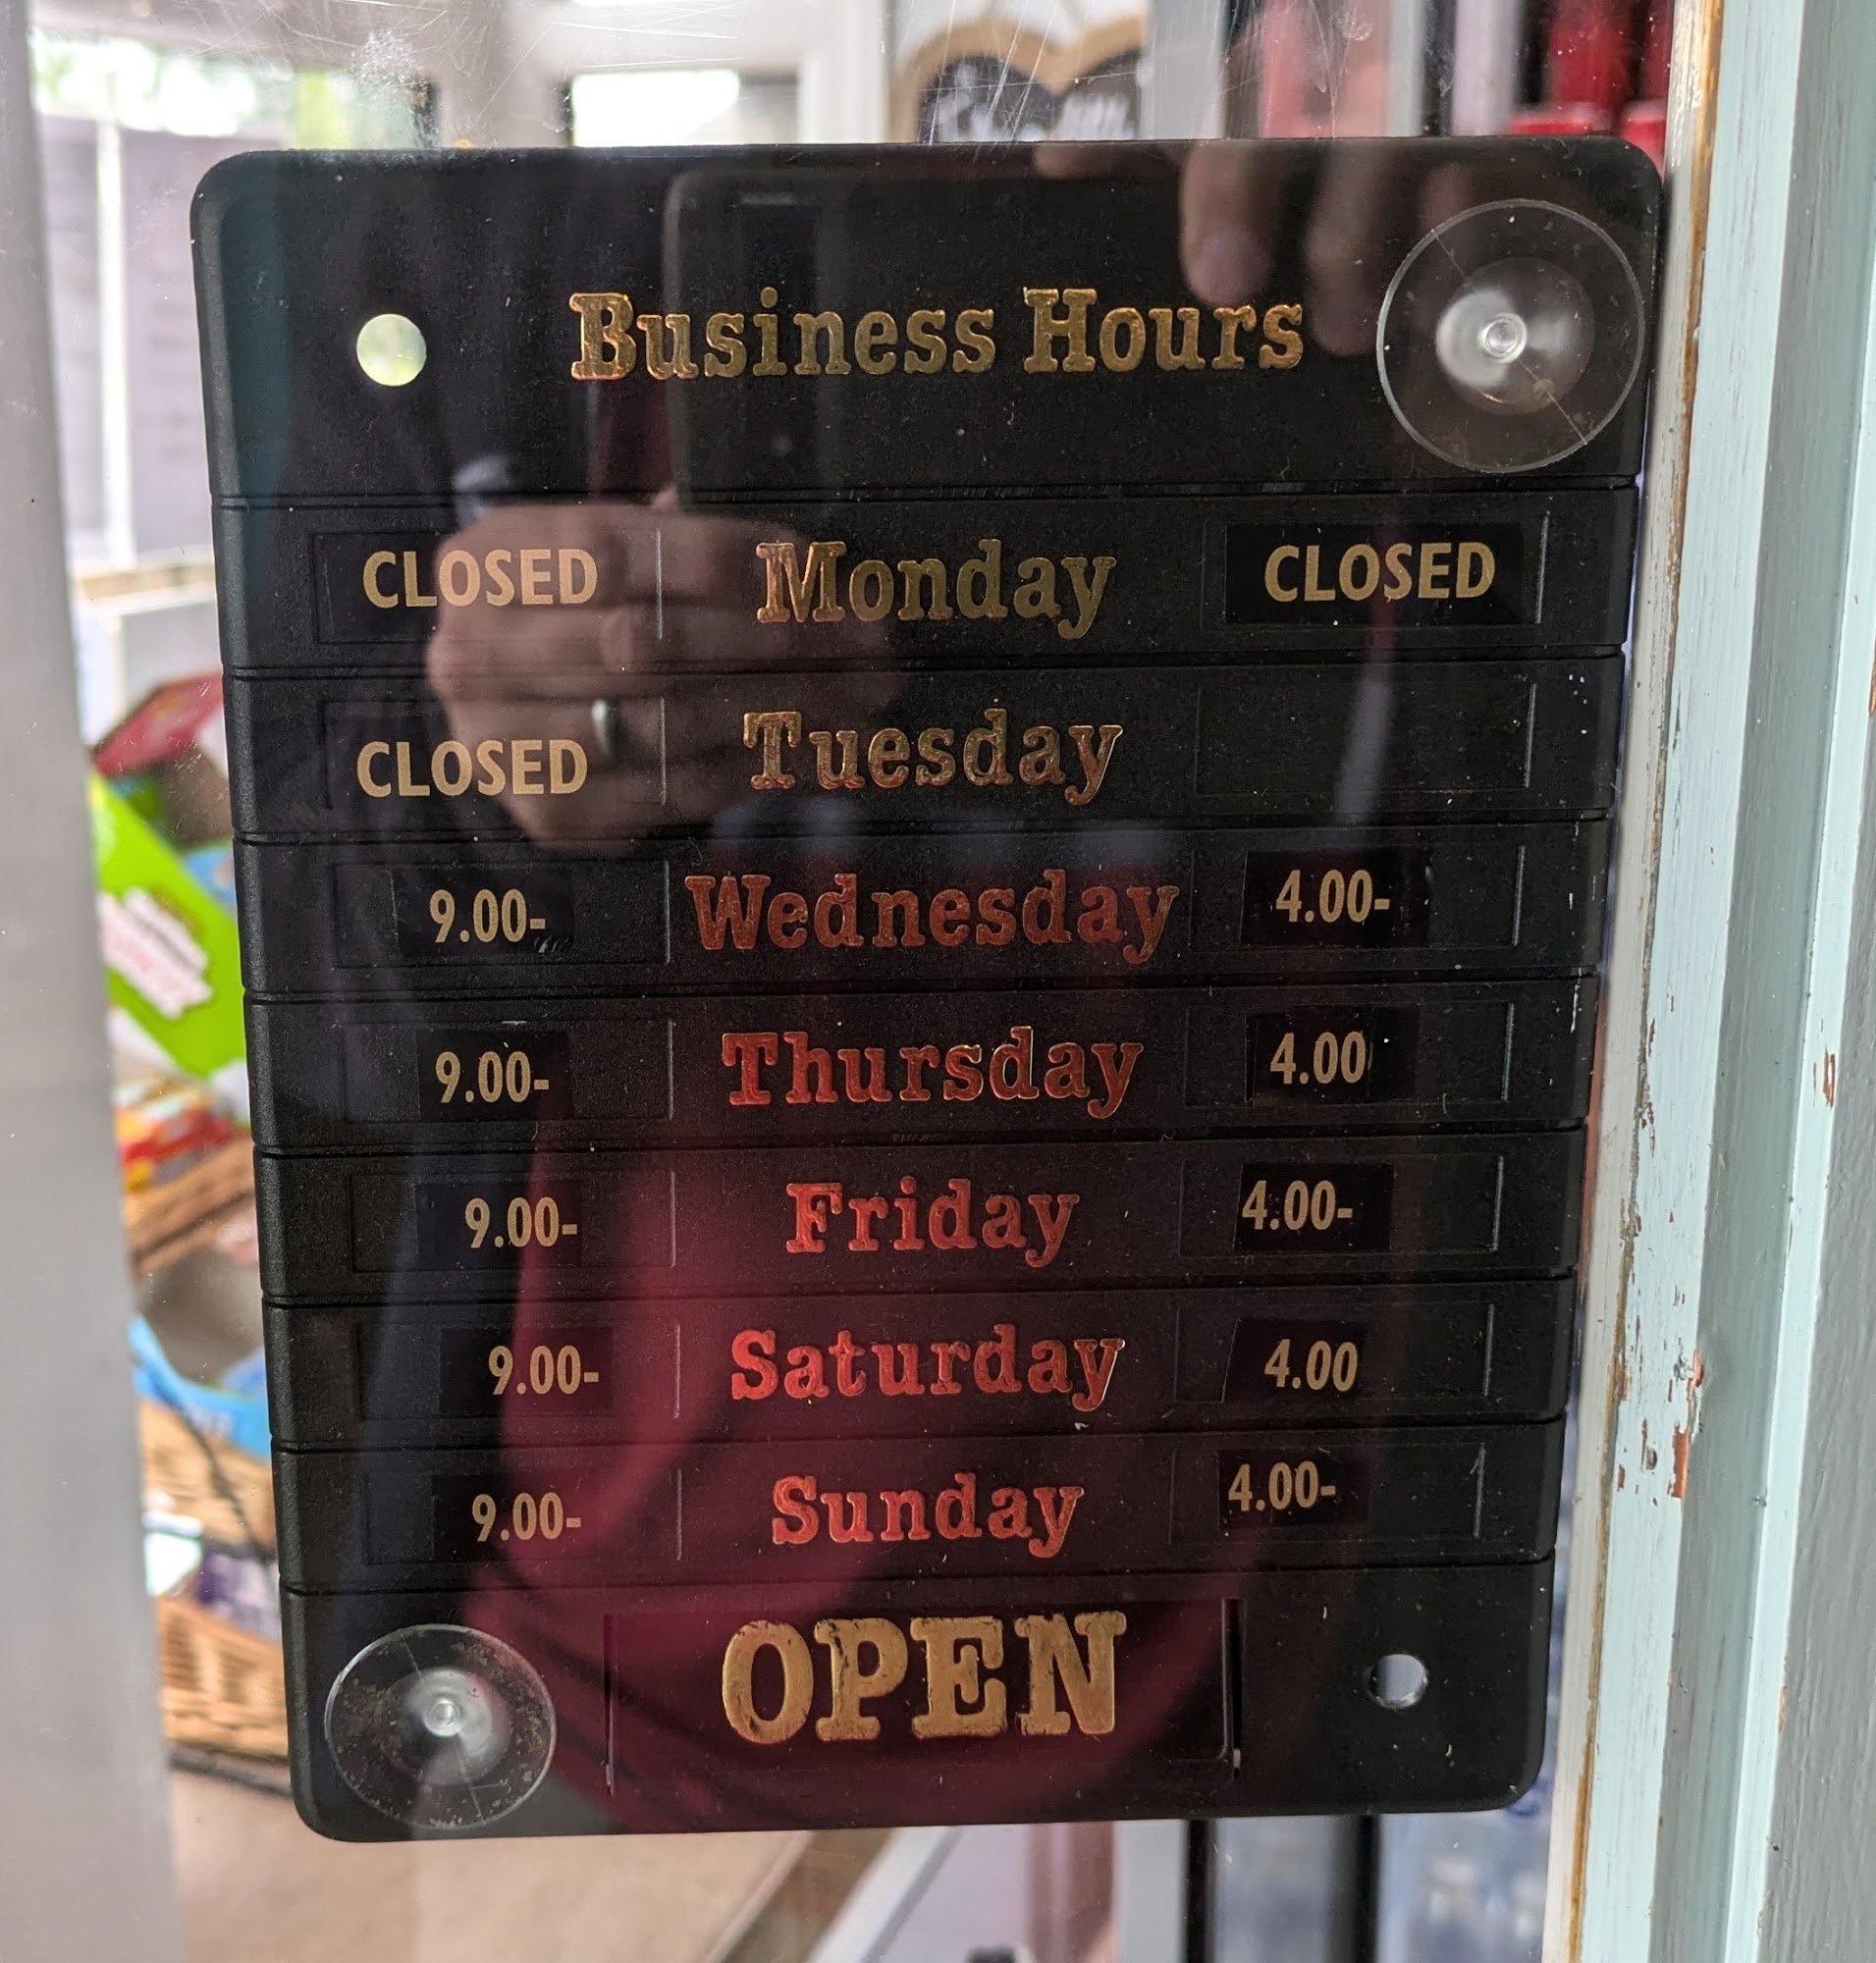 Business Hours
CLOSED Monday CLOSED
CLOSED Tuesday
9.00- Wednesday 4.00-
9.00- Thursday 4.00
9.00- Friday 4.00-
9.00- Saturday 4.00
9.00- Sunday 4.00-
OPEN